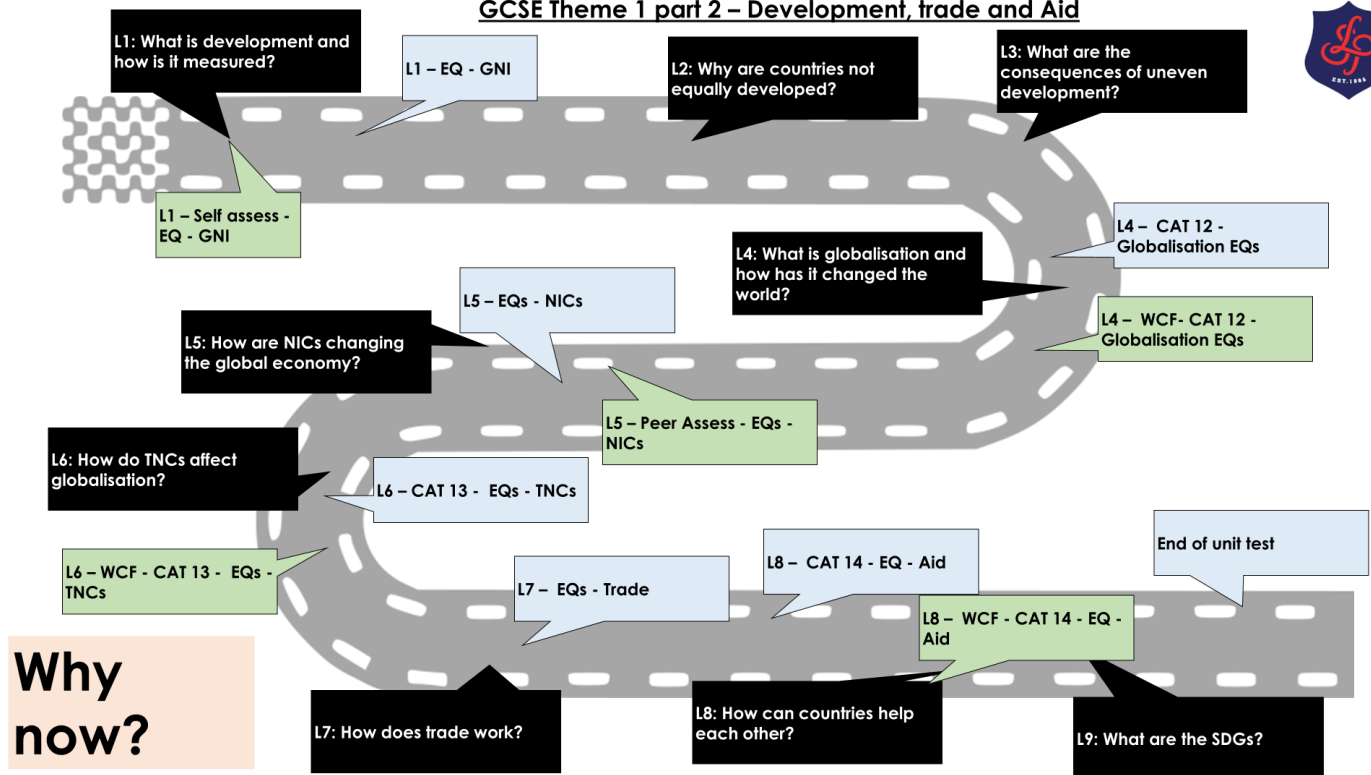 GCSE Theme 1 part 2 – Development, trade and Aid
L1: What is development and
how is it measured?
L1 – EQ - GNI
L2: Why are countries not
equally developed?
L3: What are the
consequences of uneven
development?
EST.1884
L1 – Self assess -
EQ - GNI
L4 – CAT 12 -
Globalisation EQs
L4: What is globalisation and
how has it changed the
world?
L4 – WCF- CAT 12 -
Globalisation EQs
L5 – EQs - NICs
L5: How are NICs changing
the global economy?
L5 – Peer Assess - EQs -
NICs
L6: How do TNCs affect
globalisation?
L6 – CAT 13 - EQs - TNCs
L6 – WCF - CAT 13 - EQs -
TNCs
L7 – EQs - Trade
L8 – CAT 14 - EQ - Aid
End of unit test
L8 – WCF - CAT 14 - EQ -
Aid
Why
now?
L7: How does trade work?
L8: How can countries help
each other?
L9: What are the SDGs?